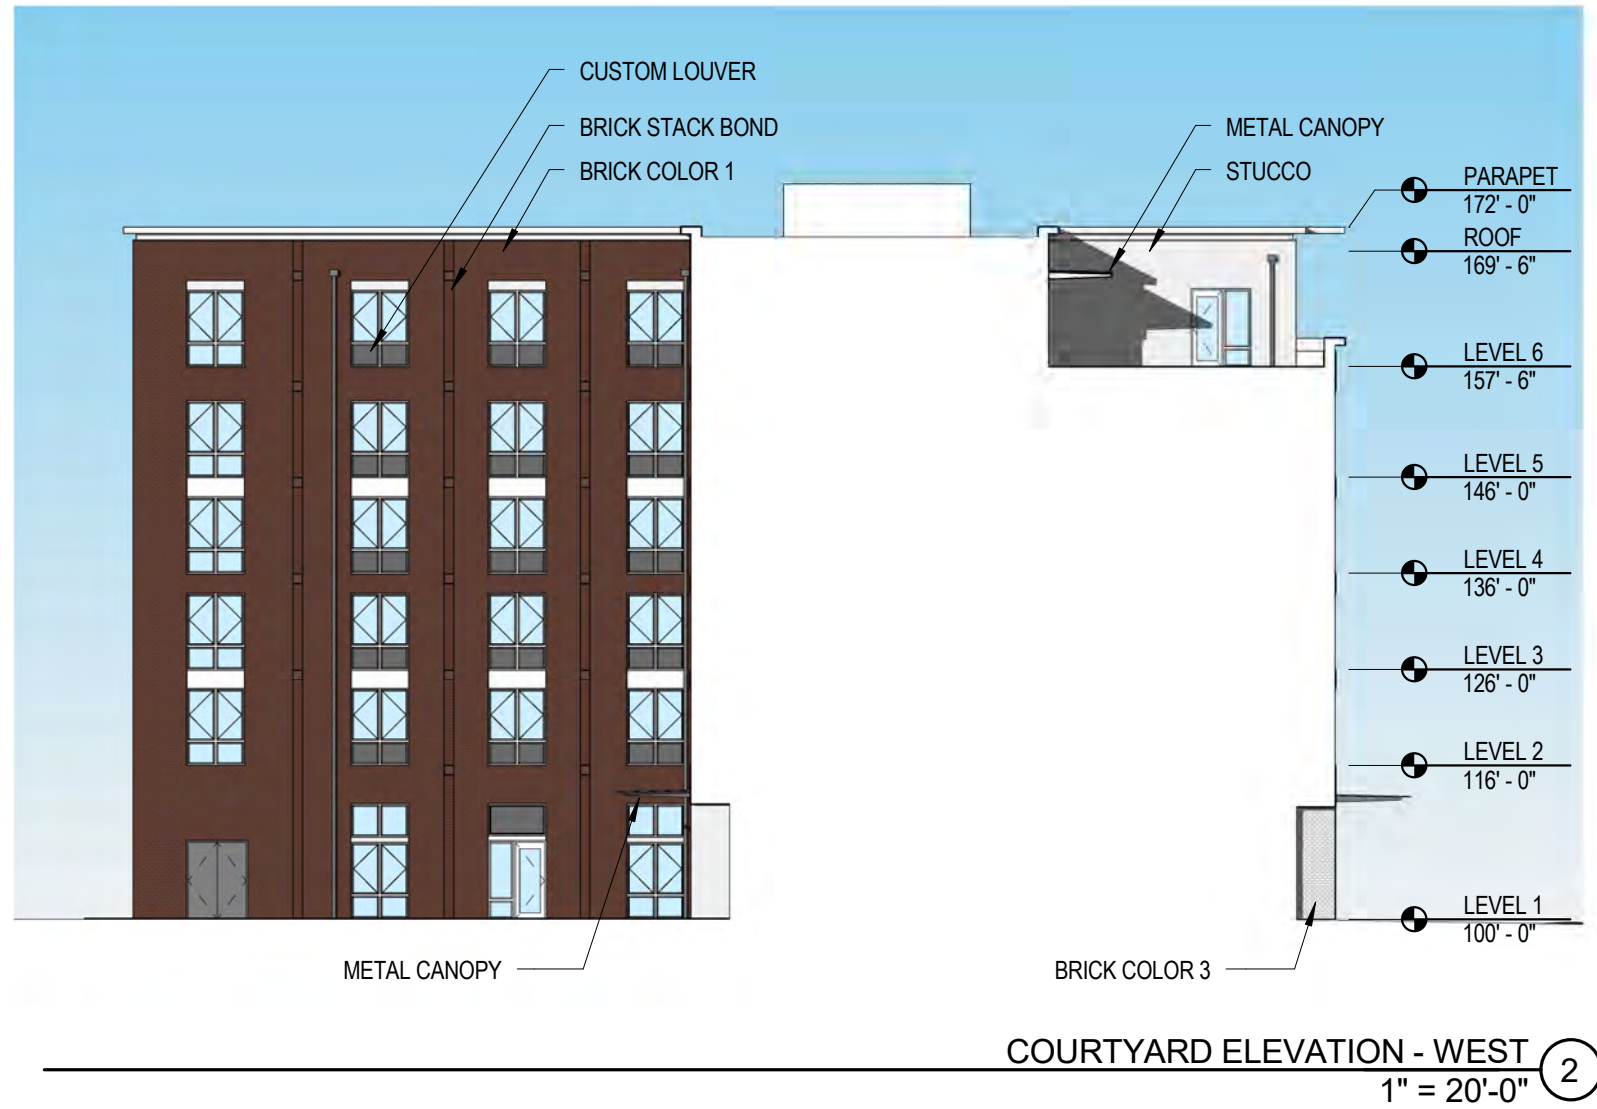 CUSTOM LOUVER
BRICK STACK BOND
BRICK COLOR 1
METAL CANOPY
STUCCO
PARAPET
172' - 0"
ROOF
169' - 6"
LEVEL 6
157' - 6"
LEVEL 5
146' - 0"
LEVEL 4
136' - 0"
LEVEL 3
126' - 0"
LEVEL 2
116' - 0"
LEVEL 1
100' - 0"
METAL CANOPY
BRICK COLOR 3
COURTYARD ELEVATION - WEST
2
1" = 20'-0"